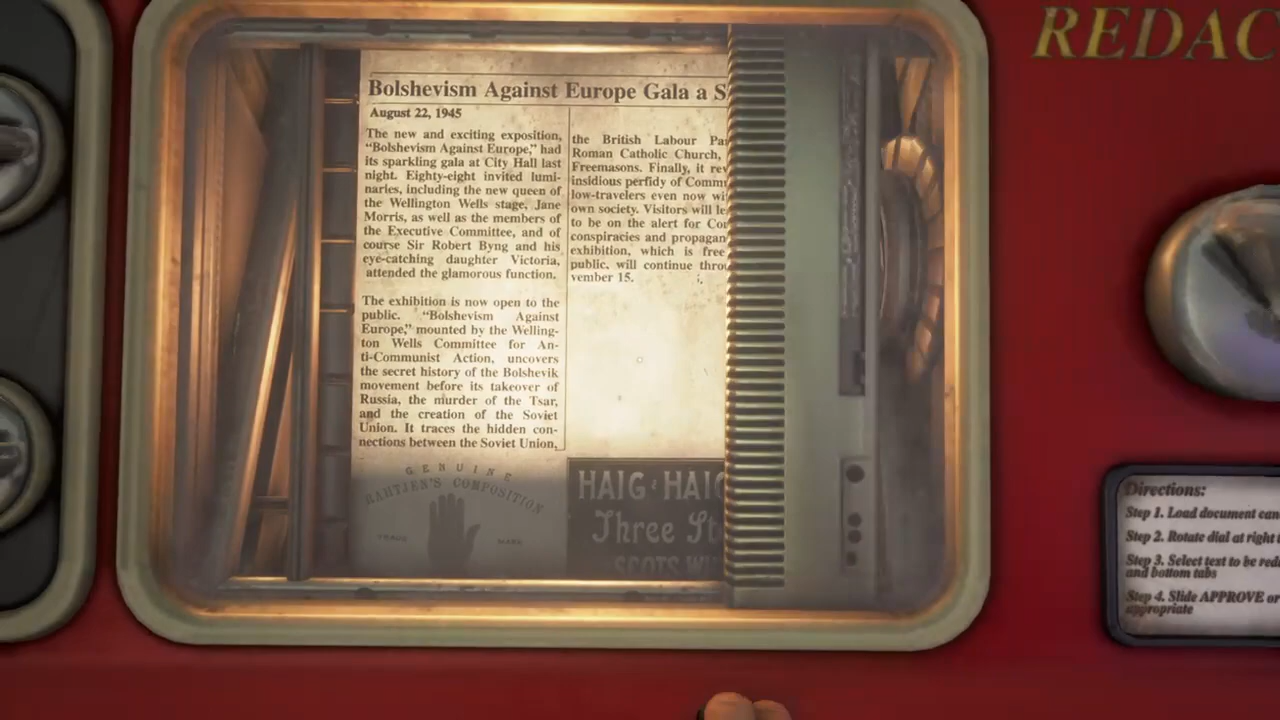 REDAC
Bolshevism Against Europe Gala a S
August 22, 1945
The new and exciting exposition,
“Bolshevism Against Europe,” had
its sparkling gala at City Hall last
night. Eighty-eight invited lumi-
naries, including the new queen of
the Wellington Wells stage, Jane
Morris, as well as the members of
the Executive Committee, and of
course Sir Robert Byng and his
eye-catching daughter Victoria,
attended the glamorous function.
The exhibition is now open to the
public. “Bolshevism Against
Europe,” mounted by the Welling-
ton Wells Committee for An-
ti-Communist Action, uncovers
the secret history of the Bolshevik
movement before its takeover of
Russia, the murder of the Tsar,
and the creation of the Soviet
Union. It traces the hidden con-
nections between the Soviet Union,
the British Labour Par
Roman Catholic Church,
Freemasons. Finally, it rev
insidious perfidy of Comm
low-travelers even now wi
own society. Visitors will le
to be on the alert for Co
conspiracies and propagan
exhibition, which is free
public, will continue throu
vember 15.
GENUINE
RAHTJEN'S COMPOSITION
TRADE MARK
HAIG & HAIG
Three St
SCOTS WH
Directions:
Step 1. Load document can
Step 2. Rotate dial at right t
Step 3. Select text to be reda
and bottom tabs
Step 4. Slide APPROVE or
appropriate